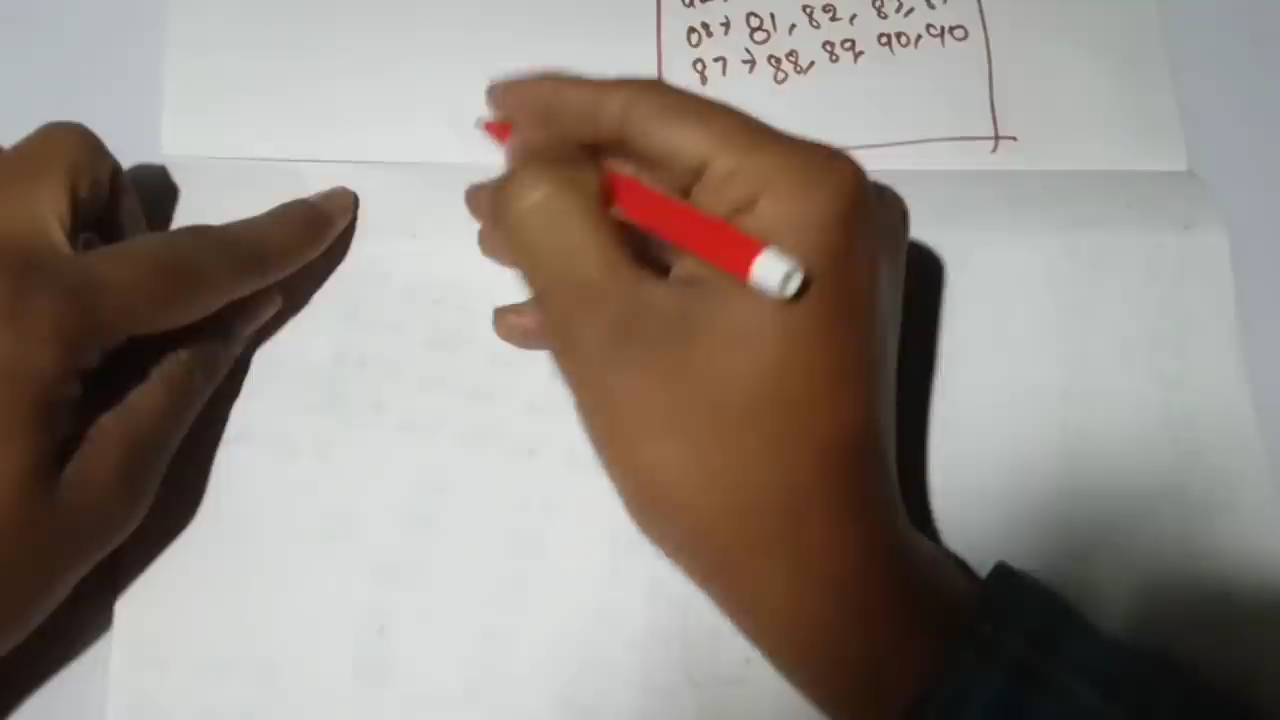 08→ 81, 82, 83,
87→ 88, 89 90, 90